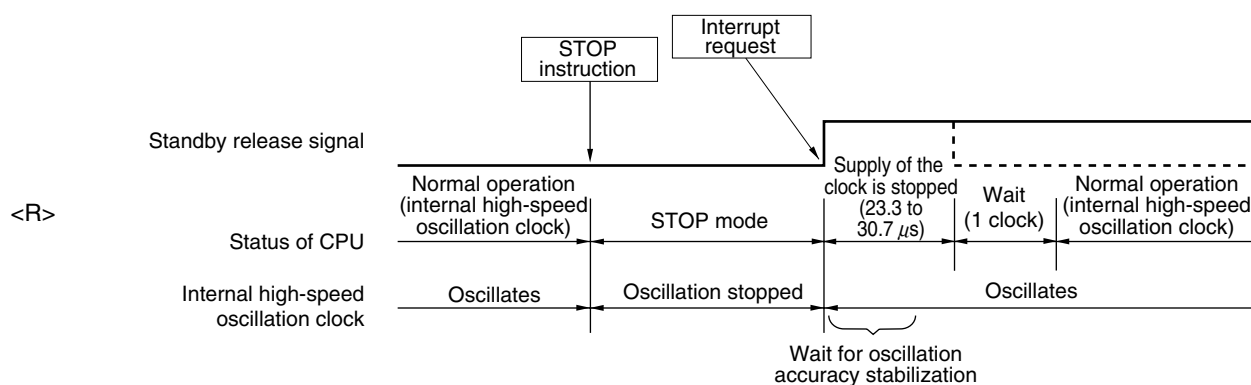 STOP
instruction
Interrupt
request
Standby release signal
<R>
Status of CPU
Normal operation
(internal high-speed
oscillation clock)
STOP mode
Supply of the
clock is stopped
(23.3 to
30.7 μs)
Wait
(1 clock)
Normal operation
(internal high-speed
oscillation clock)
Internal high-speed
oscillation clock
Oscillates
Oscillation stopped
Oscillates
Wait for oscillation
accuracy stabilization